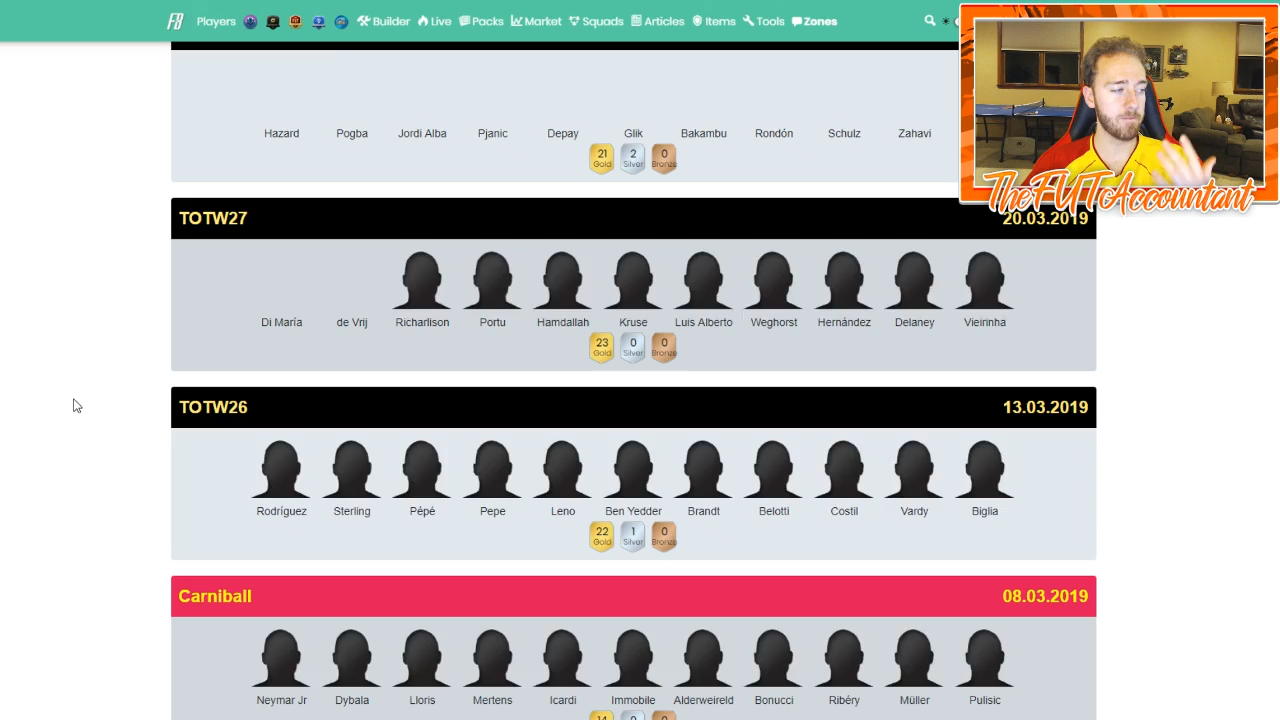 F8 Players Builder Live Packs Market Squads Articles Items Tools Zones
Hazard Pogba Jordi Alba Pjanic Depay Glik Bakambu Rondón Schulz Zahavi
21 2 0
Gold Silver Bronze
TheFUTAccountant
TOTW27 20.03.2019
Di María de Vrij Richarlison Portu Hamdallah Kruse Luis Alberto Weghorst Hernández Delaney Vieirinha
23 0 0
Gold Silver Bronze
TOTW26 13.03.2019
Rodríguez Sterling Pépé Pepe Leno Ben Yedder Brandt Belotti Costil Vardy Biglia
22 1 0
Gold Silver Bronze
Carniball 08.03.2019
Neymar Jr Dybala Lloris Mertens Icardi Immobile Alderweireld Bonucci Ribéry Müller Pulisic
14 0 0